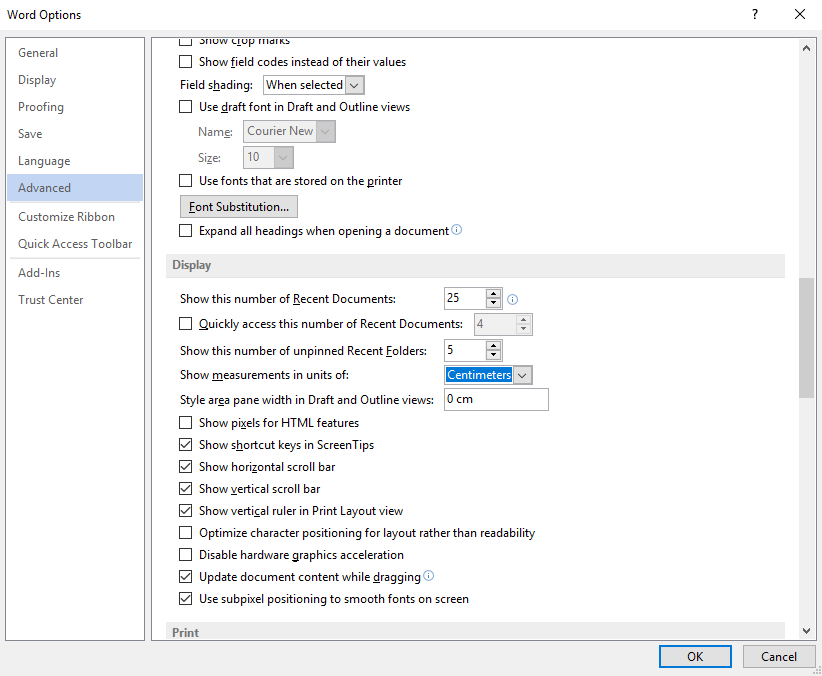 Word Options
?
General
Display
Proofing
Save
Language
Advanced
Customize Ribbon
Quick Access Toolbar
Add-Ins
Trust Center
Show crop marks
Show field codes instead of their values
Field shading: When selected
Use draft font in Draft and Outline views
Name: Courier New
Size: 10
Use fonts that are stored on the printer
Font Substitution...
Expand all headings when opening a document
Display
Show this number of Recent Documents: 25
Quickly access this number of Recent Documents: 4
Show this number of unpinned Recent Folders: 5
Show measurements in units of: Centimeters
Style area pane width in Draft and Outline views: 0 cm
Show pixels for HTML features
Show shortcut keys in ScreenTips
Show horizontal scroll bar
Show vertical scroll bar
Show vertical ruler in Print Layout view
Optimize character positioning for layout rather than readability
Disable hardware graphics acceleration
Update document content while dragging
Use subpixel positioning to smooth fonts on screen
Print
OK Cancel